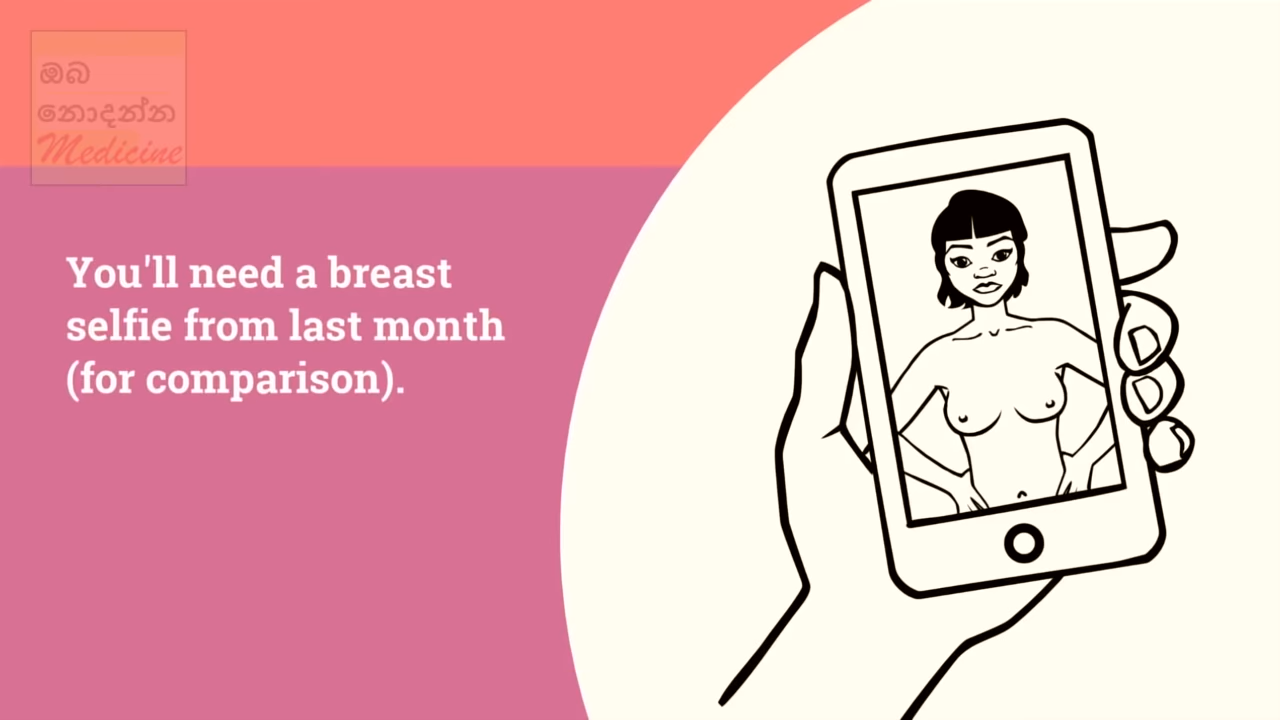 ඔබ
නොදන්න
Medicine
You'll need a breast
selfie from last month
(for comparison).